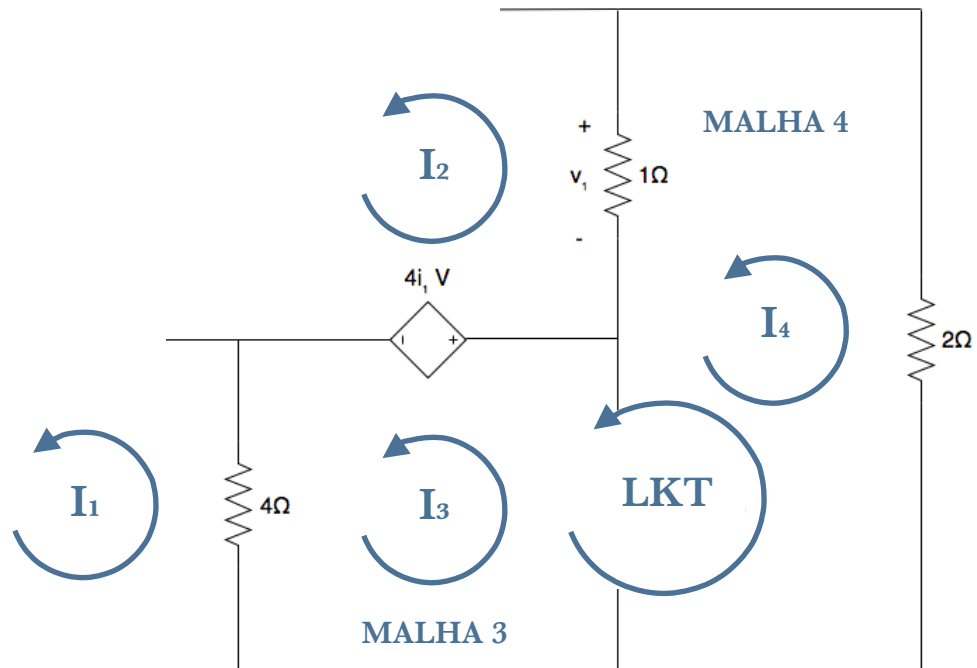 MALHA 4
+
I₂
v₁
1Ω
-
4i₁ V
- +
I₄
2Ω
I₁
4Ω
I₃
LKT
MALHA 3